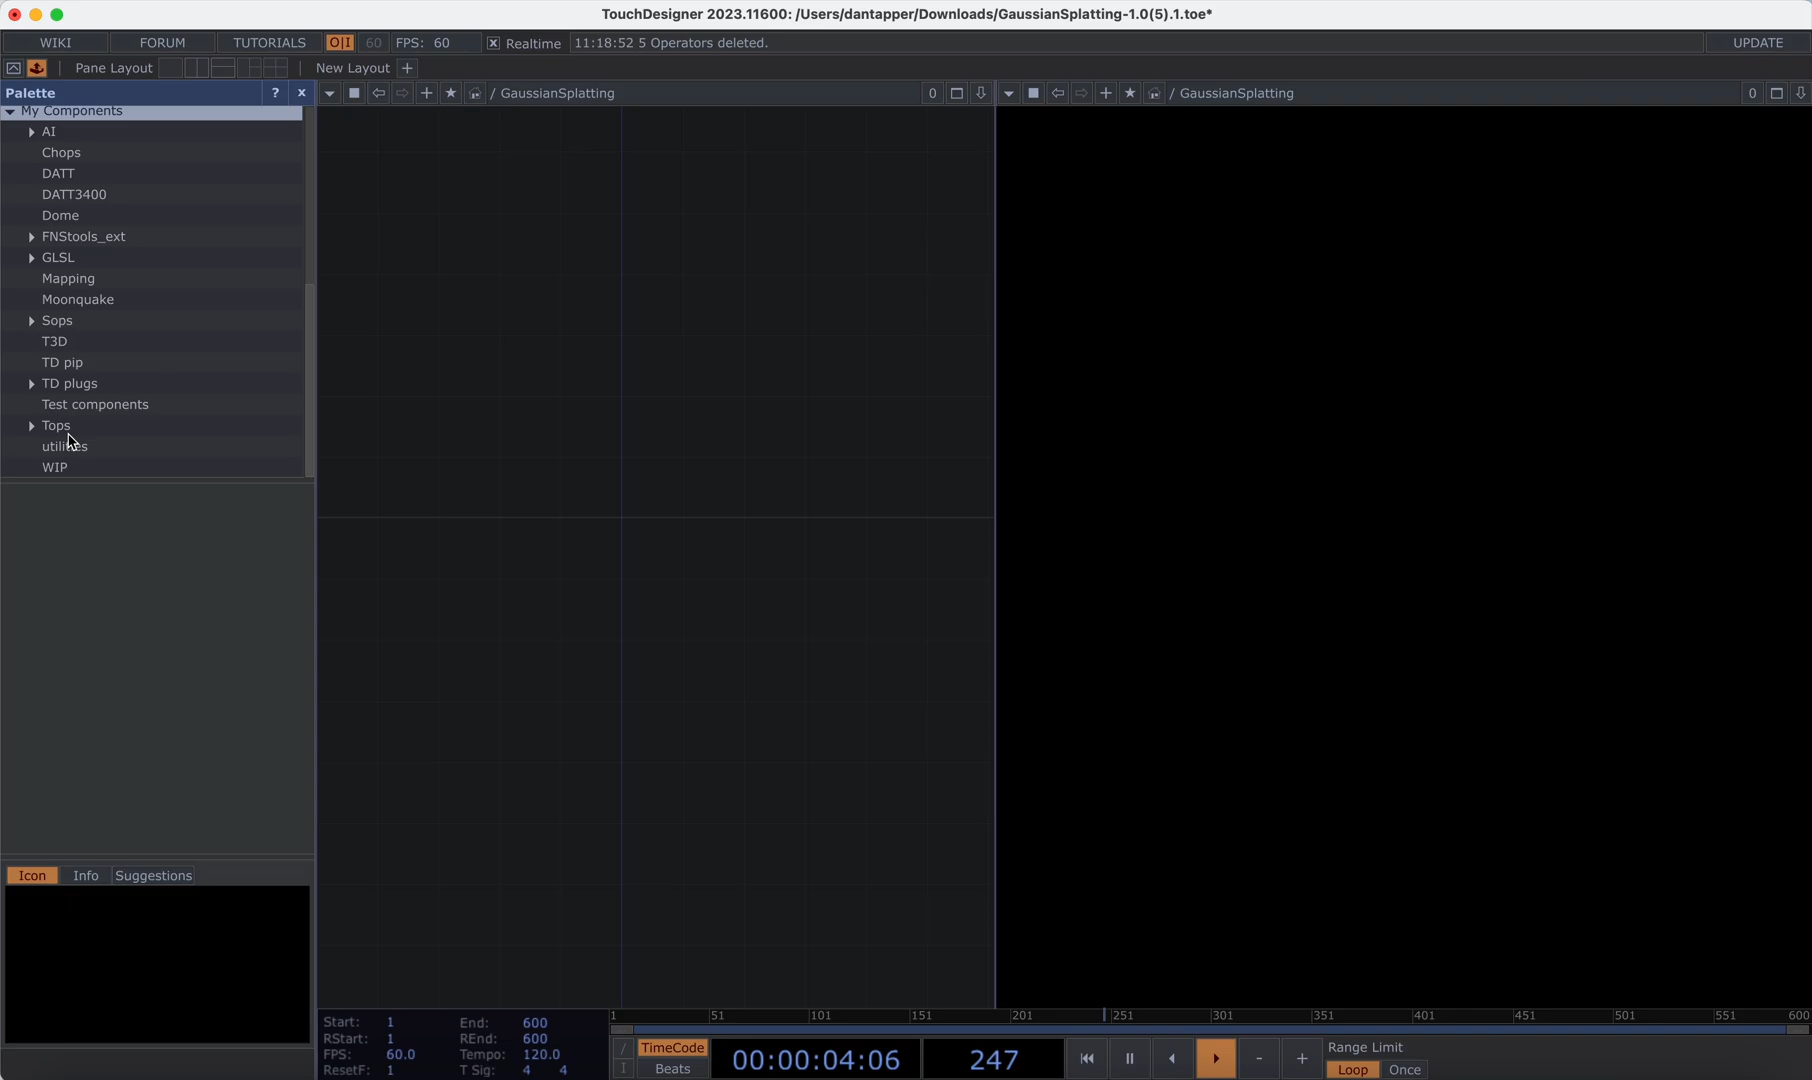 TouchDesigner 2023.11600: /Users/dantapper/Downloads/GaussianSplatting-1.0(5).1.toe*
WIKI FORUM TUTORIALS O|I 60 FPS: 60 x Realtime 11:18:52 5 Operators deleted. UPDATE
Pane Layout New Layout +
Palette ? x / GaussianSplatting 0 / GaussianSplatting 0
My Components
AI
Chops
DATT
DATT3400
Dome
FNStools_ext
GLSL
Mapping
Moonquake
Sops
T3D
TD pip
TD plugs
Test components
Tops
WIP
Icon Info Suggestions
Start: 1 End: 600
RStart: 1 REnd: 600
FPS: 60.0 Tempo: 120.0
ResetF: 1 T Sig: 4 4
1 51 101 151 201 251 301 351 401 451 501 551 600
/ TimeCode
I Beats
00:00:04:06 247
- +
Range Limit
Loop Once